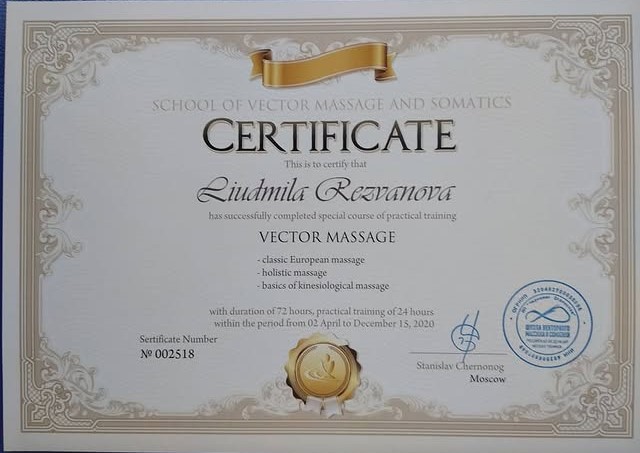 SCHOOL OF VECTOR MASSAGE AND SOMATICS
CERTIFICATE
This is to certify that
Liudmila Rezvanova
has successfully completed special course of practical training
VECTOR MASSAGE
- classic European massage
- holistic massage
- basics of kinesiological massage
with duration of 72 hours, practical training of 24 hours
within the period from 02 April to December 15, 2020
Sertificate Number
№ 002518
Stanislav Chernonog
Moscow
ШКОЛА ВЕКТОРНОГО
МАССАЖА И СОМАТИКИ